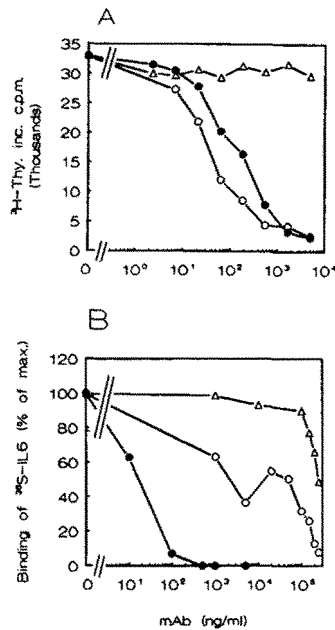 A
³H-Thy. inc. c.p.m.
(Thousands)
35
30
25
20
15
10
5
0
0 10⁰ 10¹ 10² 10³ 10⁴
B
Binding of ³⁵S-IL6 (% of max.)
120
100
80
60
40
20
0
0 10¹ 10² 10³ 10⁴ 10⁵
mAb (ng/ml)